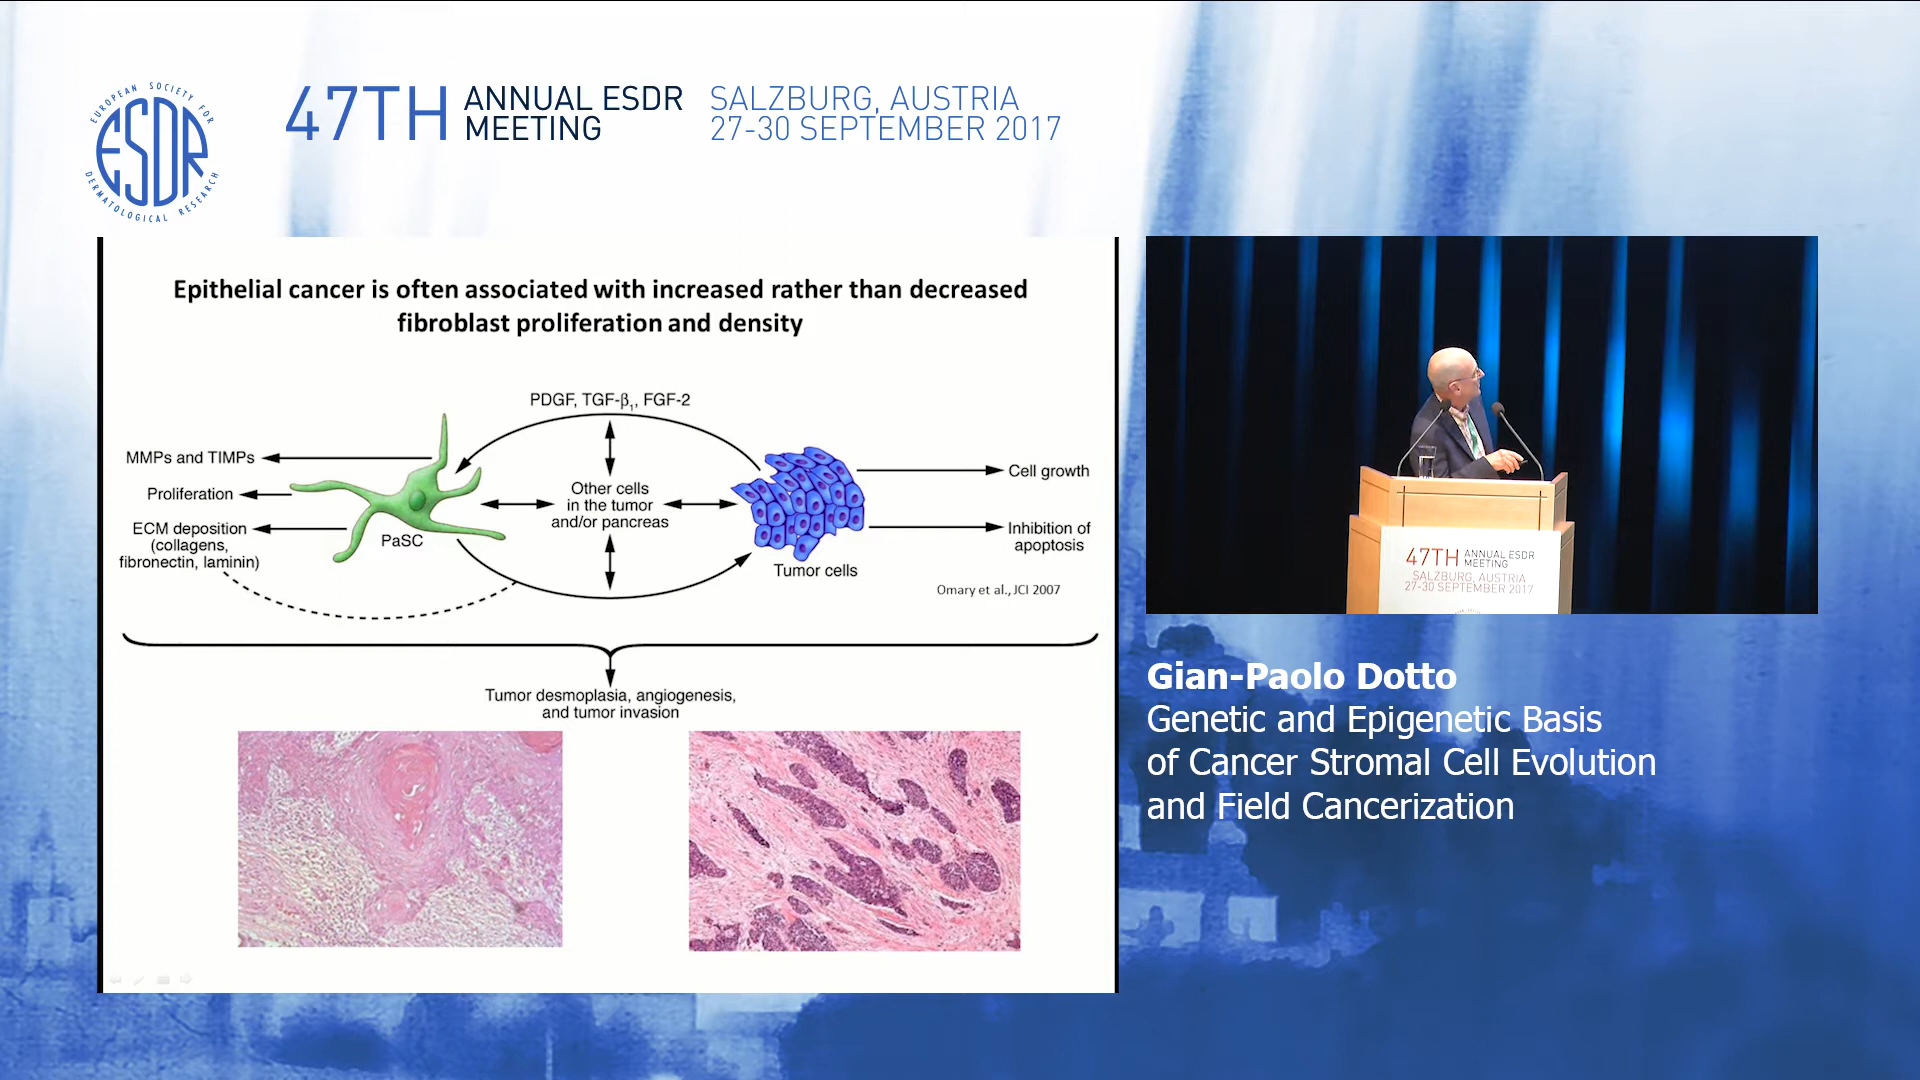 EUROPEAN SOCIETY FOR
ESDR
DERMATOLOGICAL RESEARCH
47TH ANNUAL ESDR MEETING
SALZBURG, AUSTRIA
27-30 SEPTEMBER 2017
Epithelial cancer is often associated with increased rather than decreased
fibroblast proliferation and density
PDGF, TGF-β1, FGF-2
MMPs and TIMPs
Proliferation
ECM deposition
(collagens,
fibronectin, laminin)
PaSC
Other cells
in the tumor
and/or pancreas
Tumor cells
Cell growth
Inhibition of
apoptosis
Omary et al., JCI 2007
Tumor desmoplasia, angiogenesis,
and tumor invasion
47TH ANNUAL ESDR MEETING
SALZBURG, AUSTRIA
27-30 SEPTEMBER 2017
Gian-Paolo Dotto
Genetic and Epigenetic Basis
of Cancer Stromal Cell Evolution
and Field Cancerization